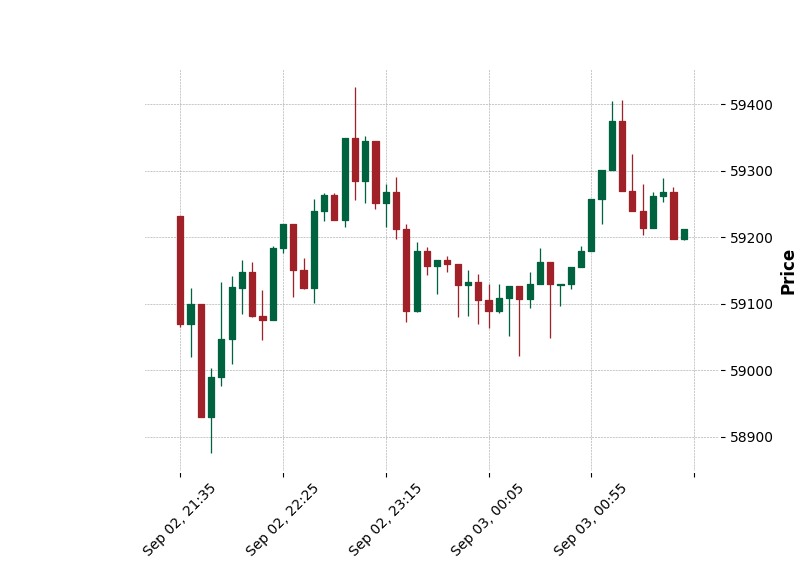 59400
59300
59200
59100
59000
58900
Price
Sep 02, 21:35
Sep 02, 22:25
Sep 02, 23:15
Sep 03, 00:05
Sep 03, 00:55